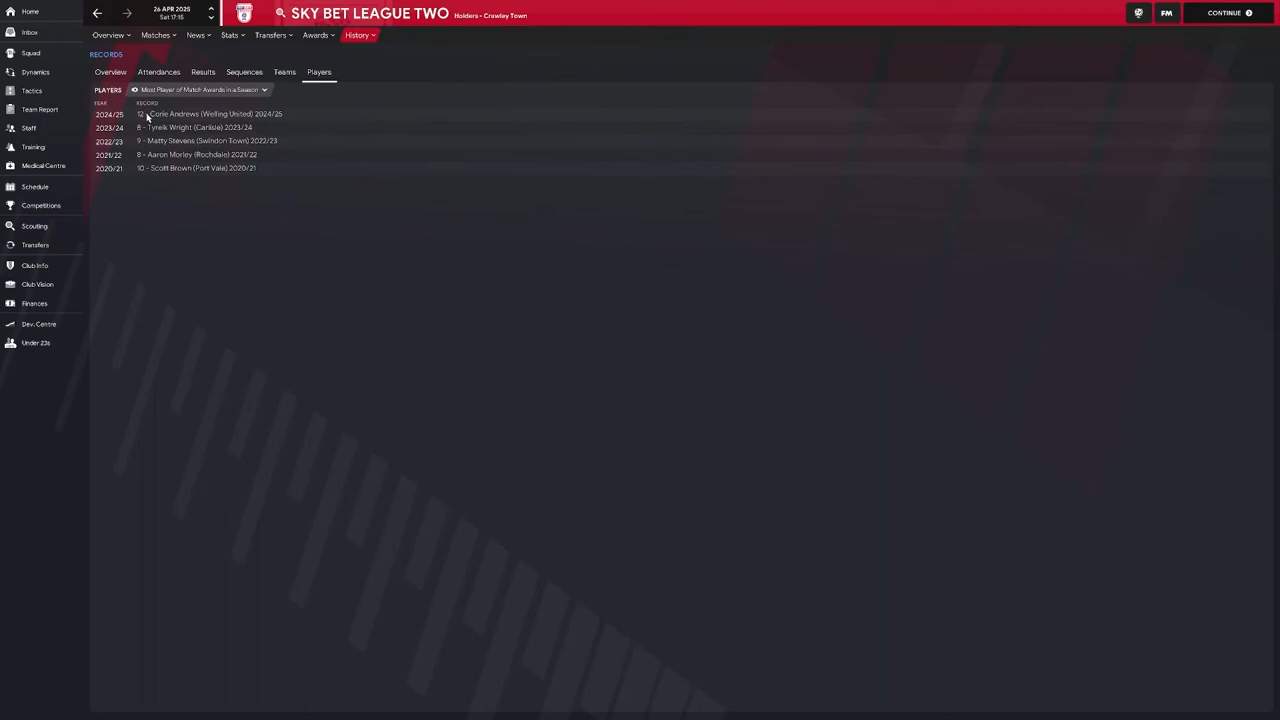 Home
26 APR 2025
Sat 17:15
SKY BET LEAGUE TWO
Holders - Crawley Town
FM
CONTINUE
Inbox
Overview
Matches
News
Stats
Transfers
Awards
History
Squad
RECORDS
Dynamics
Overview
Attendances
Results
Sequences
Teams
Players
Tactics
PLAYERS
Most Player of Match Awards in a Season
YEAR RECORD
Team Report
2024/25 12 - Corie Andrews (Welling United) 2024/25
Staff
2023/24 8 - Tyreik Wright (Carlisle) 2023/24
2022/23 9 - Matty Stevens (Swindon Town) 2022/23
Training
2021/22 8 - Aaron Morley (Rochdale) 2021/22
Medical Centre
2020/21 10 - Scott Brown (Port Vale) 2020/21
Schedule
Competitions
Scouting
Transfers
Club Info
Club Vision
Finances
Dev. Centre
Under 23s